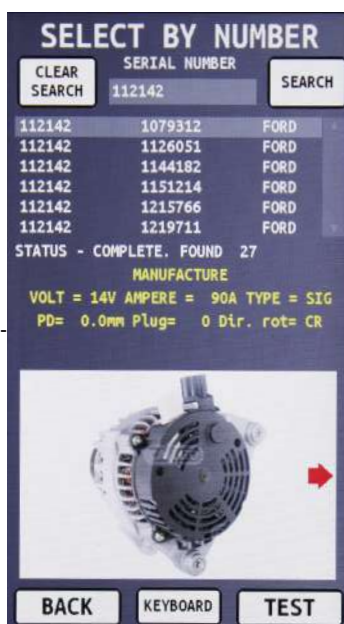 SELECT BY NUMBER
CLEAR SEARCH
SERIAL NUMBER
112142
SEARCH
112142 1079312 FORD
112142 1126051 FORD
112142 1144182 FORD
112142 1151214 FORD
112142 1215766 FORD
112142 1219711 FORD
STATUS - COMPLETE. FOUND 27
MANUFACTURE
VOLT = 14V AMPERE = 90A TYPE = SIG
PD= 0.0mm Plug= 0 Dir. rot= CR
BACK
KEYBOARD
TEST